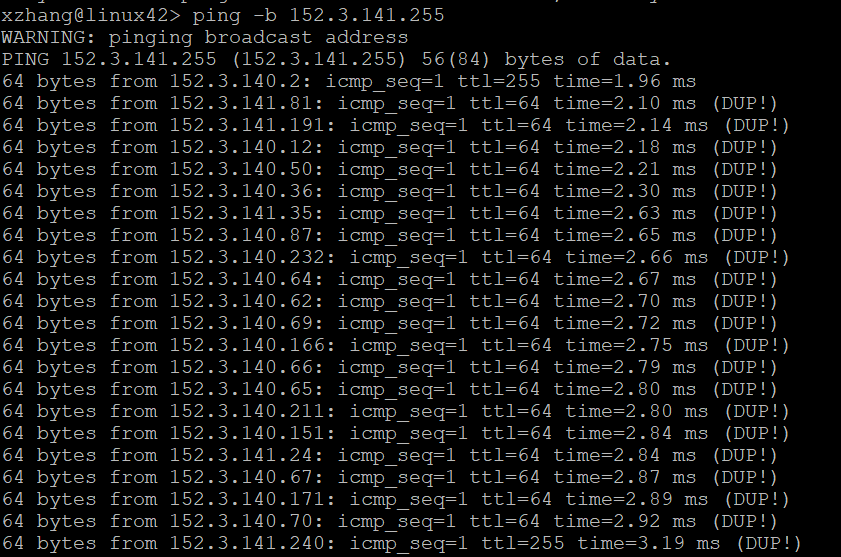 xzhang@linux42> ping -b 152.3.141.255
WARNING: pinging broadcast address
PING 152.3.141.255 (152.3.141.255) 56(84) bytes of data.
64 bytes from 152.3.140.2: icmp_seq=1 ttl=255 time=1.96 ms
64 bytes from 152.3.141.81: icmp_seq=1 ttl=64 time=2.10 ms (DUP!)
64 bytes from 152.3.141.191: icmp_seq=1 ttl=64 time=2.14 ms (DUP!)
64 bytes from 152.3.140.12: icmp_seq=1 ttl=64 time=2.18 ms (DUP!)
64 bytes from 152.3.140.50: icmp_seq=1 ttl=64 time=2.21 ms (DUP!)
64 bytes from 152.3.140.36: icmp_seq=1 ttl=64 time=2.30 ms (DUP!)
64 bytes from 152.3.141.35: icmp_seq=1 ttl=64 time=2.63 ms (DUP!)
64 bytes from 152.3.140.87: icmp_seq=1 ttl=64 time=2.65 ms (DUP!)
64 bytes from 152.3.140.232: icmp_seq=1 ttl=64 time=2.66 ms (DUP!)
64 bytes from 152.3.140.64: icmp_seq=1 ttl=64 time=2.67 ms (DUP!)
64 bytes from 152.3.140.62: icmp_seq=1 ttl=64 time=2.70 ms (DUP!)
64 bytes from 152.3.140.69: icmp_seq=1 ttl=64 time=2.72 ms (DUP!)
64 bytes from 152.3.140.166: icmp_seq=1 ttl=64 time=2.75 ms (DUP!)
64 bytes from 152.3.140.66: icmp_seq=1 ttl=64 time=2.79 ms (DUP!)
64 bytes from 152.3.140.65: icmp_seq=1 ttl=64 time=2.80 ms (DUP!)
64 bytes from 152.3.140.211: icmp_seq=1 ttl=64 time=2.80 ms (DUP!)
64 bytes from 152.3.140.151: icmp_seq=1 ttl=64 time=2.84 ms (DUP!)
64 bytes from 152.3.141.24: icmp_seq=1 ttl=64 time=2.84 ms (DUP!)
64 bytes from 152.3.140.67: icmp_seq=1 ttl=64 time=2.87 ms (DUP!)
64 bytes from 152.3.140.171: icmp_seq=1 ttl=64 time=2.89 ms (DUP!)
64 bytes from 152.3.140.70: icmp_seq=1 ttl=64 time=2.92 ms (DUP!)
64 bytes from 152.3.141.240: icmp_seq=1 ttl=255 time=3.19 ms (DUP!)